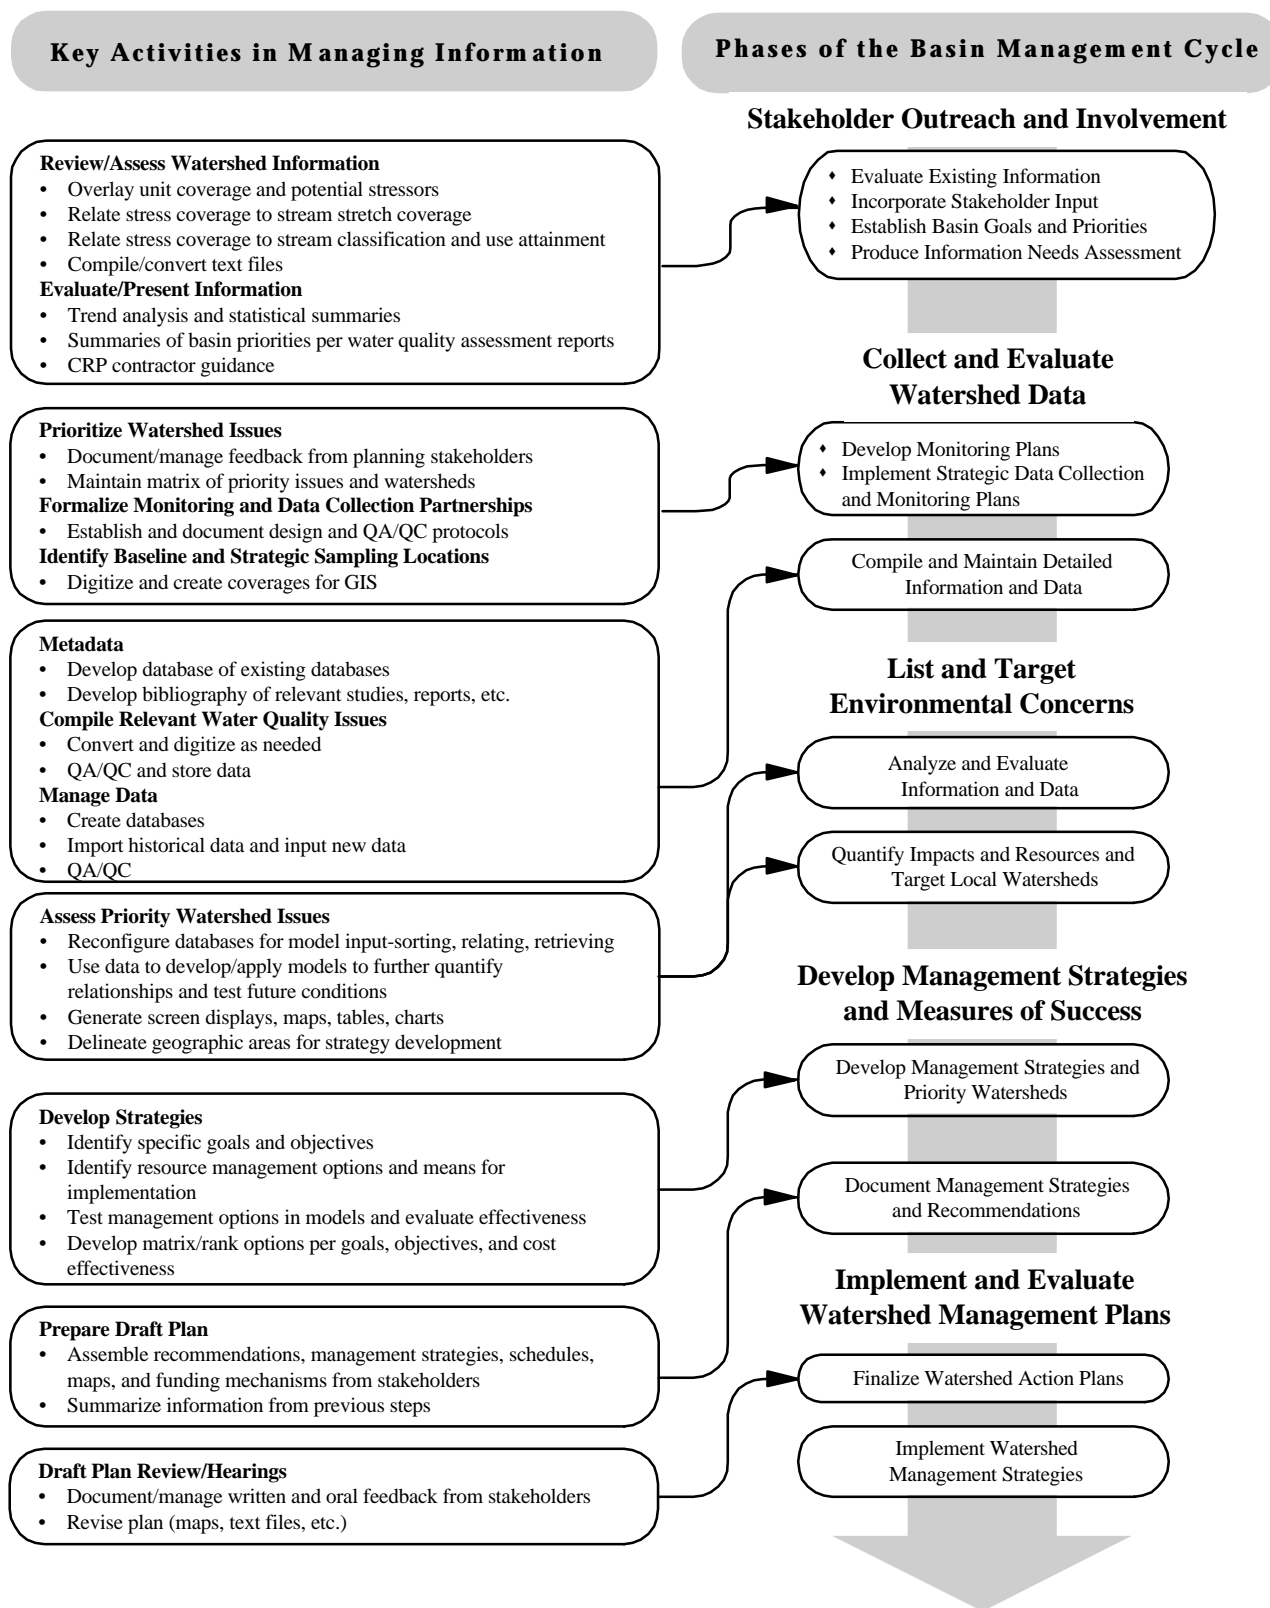 Key Activities in Managing Information
Phases of the Basin Management Cycle
Review/Assess Watershed Information
• Overlay unit coverage and potential stressors
• Relate stress coverage to stream stretch coverage
• Relate stress coverage to stream classification and use attainment
• Compile/convert text files
Evaluate/Present Information
• Trend analysis and statistical summaries
• Summaries of basin priorities per water quality assessment reports
• CRP contractor guidance
Prioritize Watershed Issues
• Document/manage feedback from planning stakeholders
• Maintain matrix of priority issues and watersheds
Formalize Monitoring and Data Collection Partnerships
• Establish and document design and QA/QC protocols
Identify Baseline and Strategic Sampling Locations
• Digitize and create coverages for GIS
Metadata
• Develop database of existing databases
• Develop bibliography of relevant studies, reports, etc.
Compile Relevant Water Quality Issues
• Convert and digitize as needed
• QA/QC and store data
Manage Data
• Create databases
• Import historical data and input new data
• QA/QC
Assess Priority Watershed Issues
• Reconfigure databases for model input-sorting, relating, retrieving
• Use data to develop/apply models to further quantify
relationships and test future conditions
• Generate screen displays, maps, tables, charts
• Delineate geographic areas for strategy development
Develop Strategies
• Identify specific goals and objectives
• Identify resource management options and means for
implementation
• Test management options in models and evaluate effectiveness
• Develop matrix/rank options per goals, objectives, and cost
effectiveness
Prepare Draft Plan
• Assemble recommendations, management strategies, schedules,
maps, and funding mechanisms from stakeholders
• Summarize information from previous steps
Draft Plan Review/Hearings
• Document/manage written and oral feedback from stakeholders
• Revise plan (maps, text files, etc.)
Stakeholder Outreach and Involvement
♦ Evaluate Existing Information
♦ Incorporate Stakeholder Input
♦ Establish Basin Goals and Priorities
♦ Produce Information Needs Assessment
Collect and Evaluate
Watershed Data
♦ Develop Monitoring Plans
♦ Implement Strategic Data Collection
and Monitoring Plans
Compile and Maintain Detailed
Information and Data
List and Target
Environmental Concerns
Analyze and Evaluate
Information and Data
Quantify Impacts and Resources and
Target Local Watersheds
Develop Management Strategies
and Measures of Success
Develop Management Strategies and
Priority Watersheds
Document Management Strategies
and Recommendations
Implement and Evaluate
Watershed Management Plans
Finalize Watershed Action Plans
Implement Watershed
Management Strategies